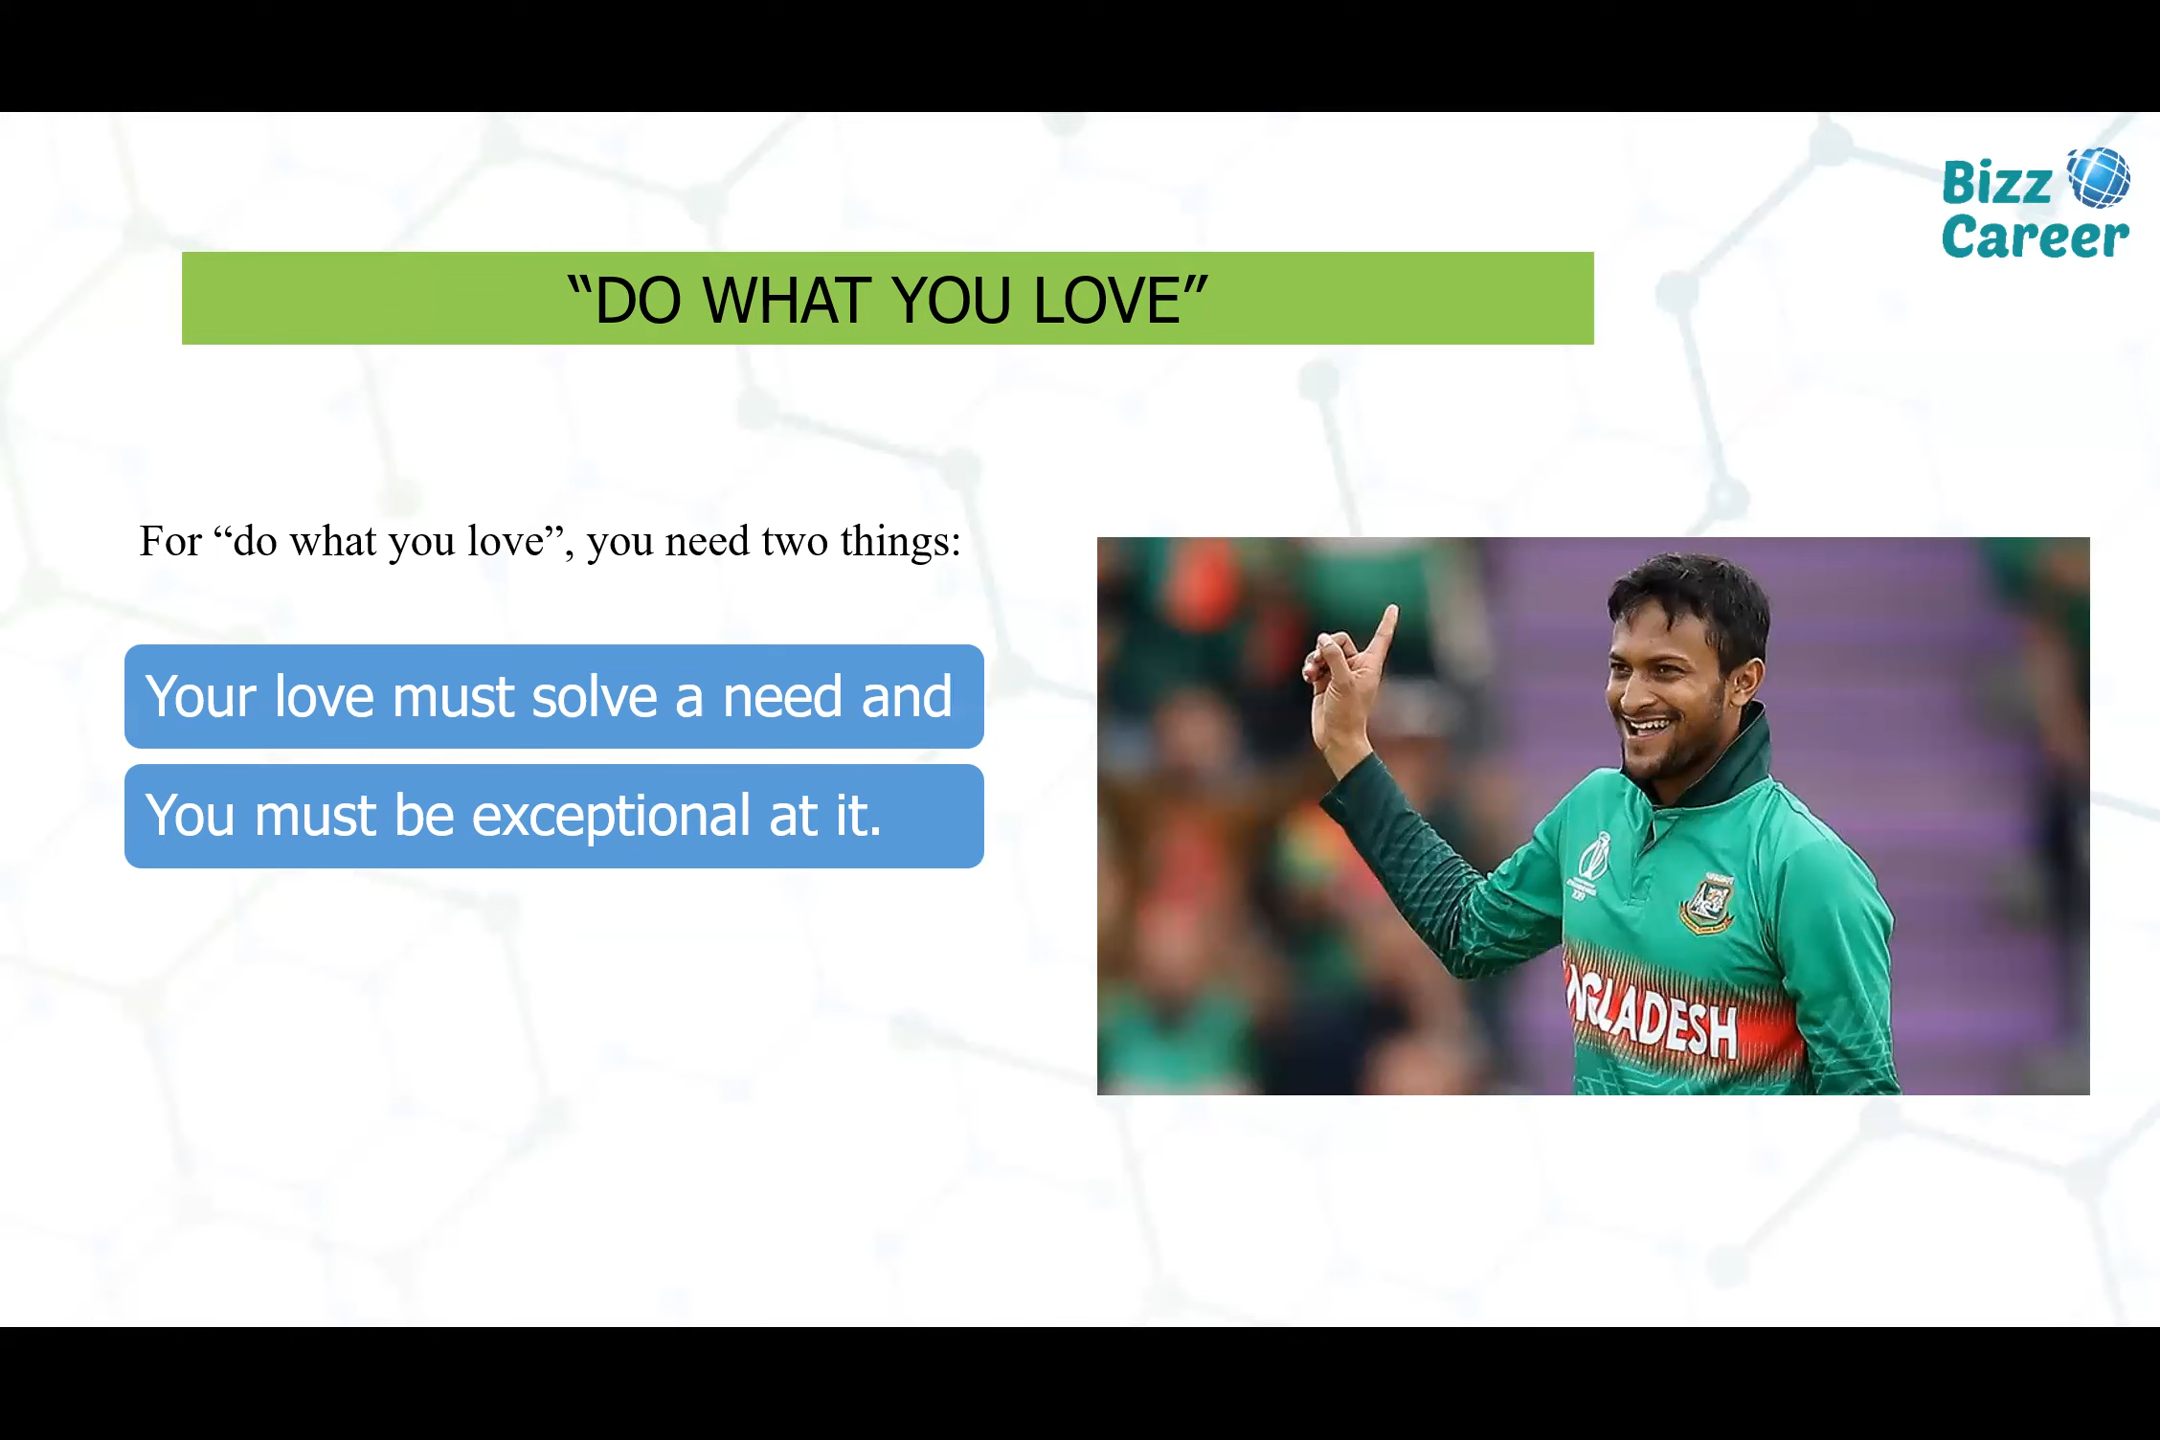 Bizz
Career
“DO WHAT YOU LOVE”
For “do what you love”, you need two things:
Your love must solve a need and
You must be exceptional at it.
NGLADESH